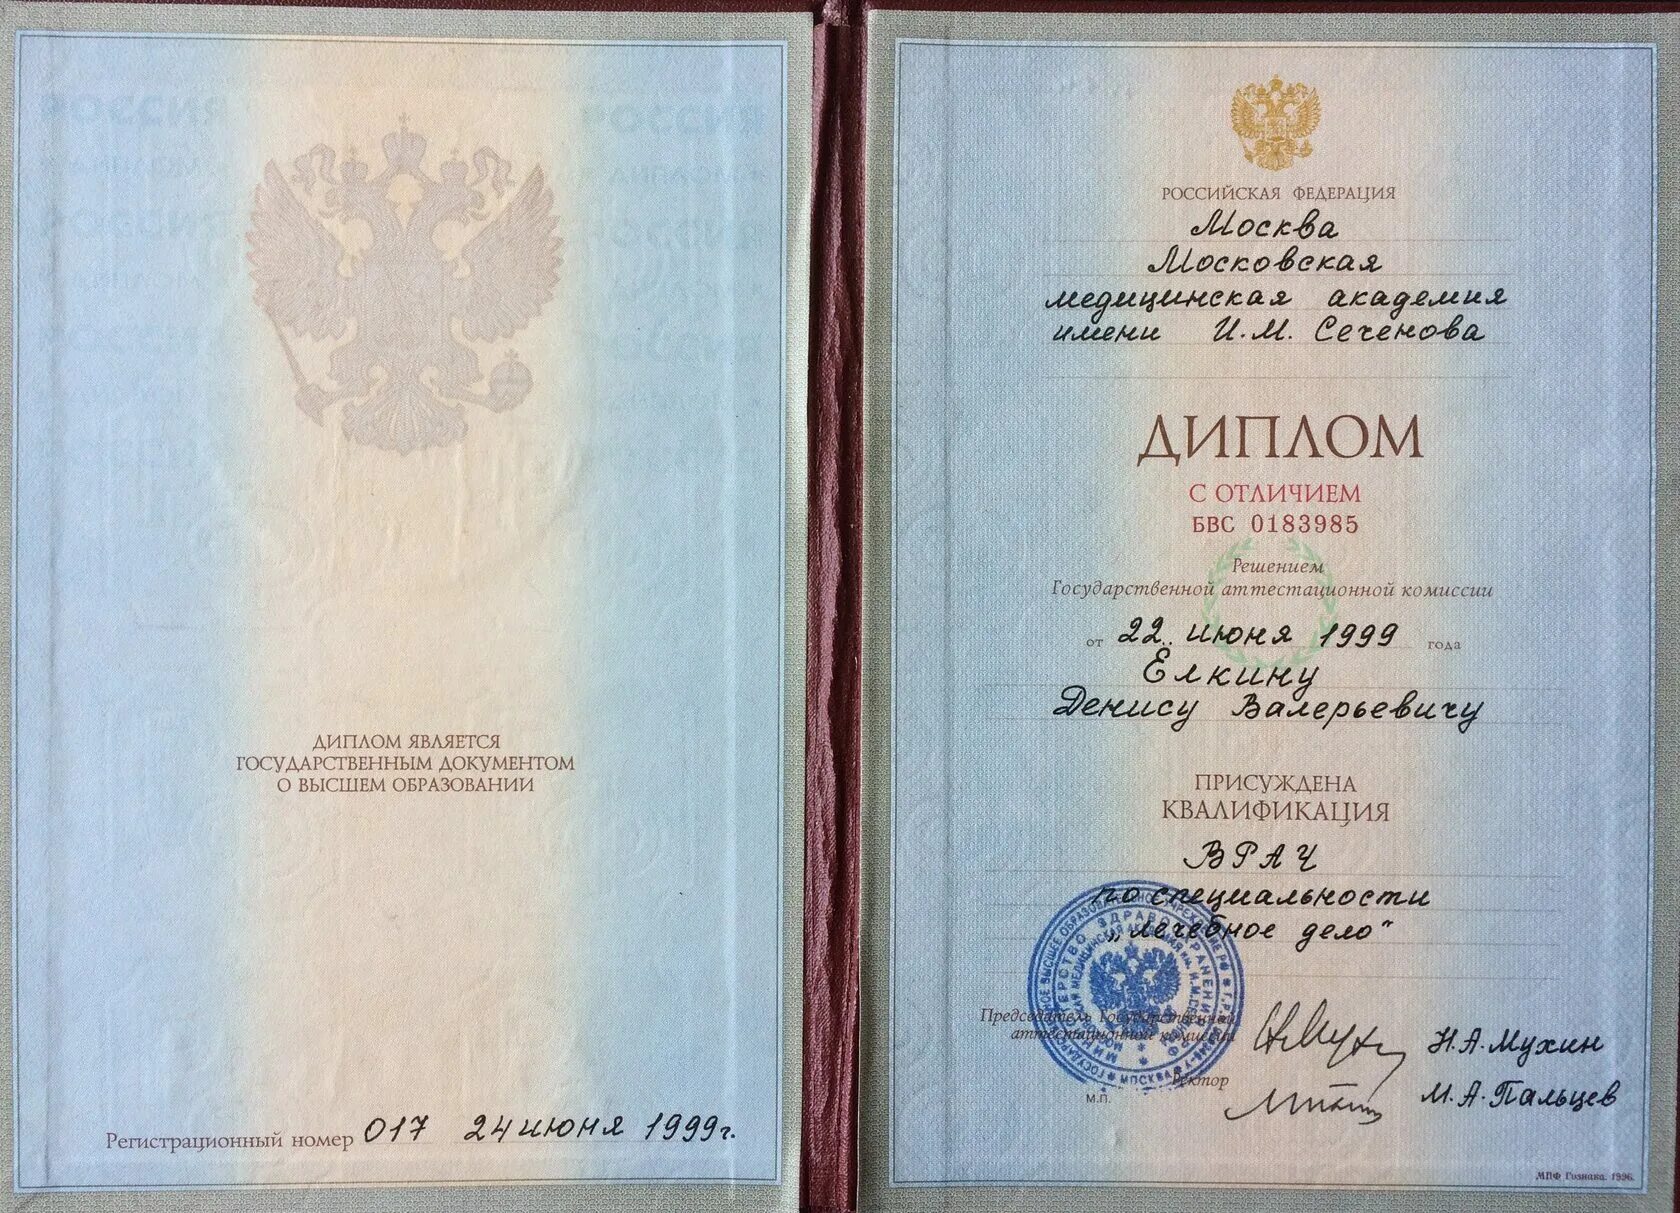 ДИПЛОМ ЯВЛЯЕТСЯ
ГОСУДАРСТВЕННЫМ ДОКУМЕНТОМ
О ВЫСШЕМ ОБРАЗОВАНИИ
Регистрационный номер 017 24 июня 1999г.
РОССИЙСКАЯ ФЕДЕРАЦИЯ
Москва
Московская
медицинская академия
имени И.М. Сеченова
ДИПЛОМ
С ОТЛИЧИЕМ
БВС 0183985
Решением
Государственной аттестационной комиссии
от 22 июня 1999 года
Ёлкину
Денису Валерьевичу
ПРИСУЖДЕНА
КВАЛИФИКАЦИЯ
ВРАЧ
по специальности
„лечебное дело"
Председатель Государственной
аттестационной комиссии
Н.А. Мухин
Ректор
М.А. Пальцев
М.П.
МПФ Гознака. 1996.